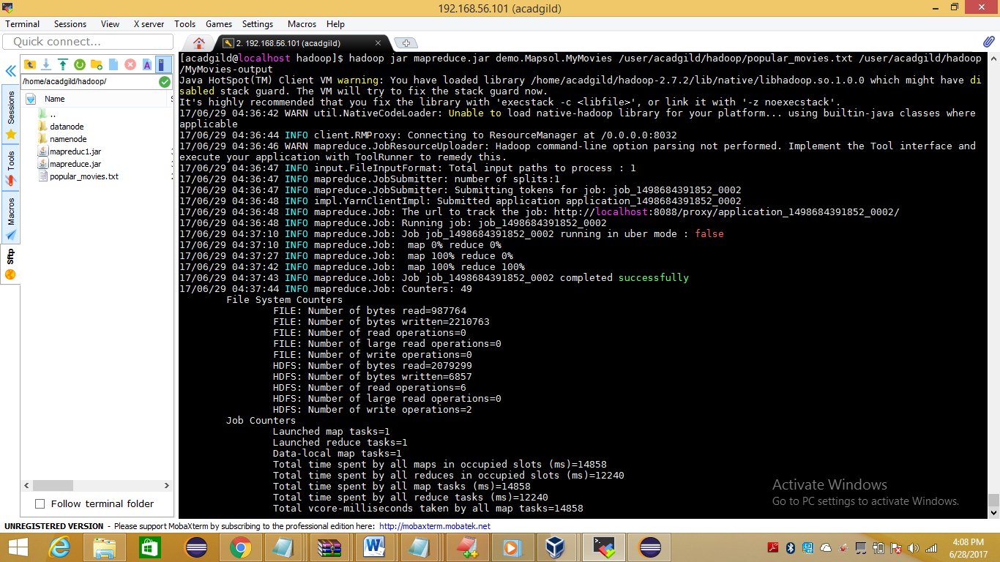 192.168.56.101 (acadgild)
Terminal Sessions View X server Tools Games Settings Macros Help
Quick connect...
2. 192.168.56.101 (acadgild)
/home/acadgild/hadoop/
Name S
..
datanode
namenode
mapreduc1.jar
mapreduce.jar
popular_movies.txt
Sessions
Tools
Macros
Sftp
Follow terminal folder
[acadgild@localhost hadoop]$ hadoop jar mapreduce.jar demo.Mapsol.MyMovies /user/acadgild/hadoop/popular_movies.txt /user/acadgild/hadoop
/MyMovies-output
Java HotSpot(TM) Client VM warning: You have loaded library /home/acadgild/hadoop-2.7.2/lib/native/libhadoop.so.1.0.0 which might have di
sabled stack guard. The VM will try to fix the stack guard now.
It's highly recommended that you fix the library with 'execstack -c <libfile>', or link it with '-z noexecstack'.
17/06/29 04:36:42 WARN util.NativeCodeLoader: Unable to load native-hadoop library for your platform... using builtin-java classes where
applicable
17/06/29 04:36:44 INFO client.RMProxy: Connecting to ResourceManager at /0.0.0.0:8032
17/06/29 04:36:46 WARN mapreduce.JobResourceUploader: Hadoop command-line option parsing not performed. Implement the Tool interface and
execute your application with ToolRunner to remedy this.
17/06/29 04:36:47 INFO input.FileInputFormat: Total input paths to process : 1
17/06/29 04:36:47 INFO mapreduce.JobSubmitter: number of splits:1
17/06/29 04:36:47 INFO mapreduce.JobSubmitter: Submitting tokens for job: job_1498684391852_0002
17/06/29 04:36:48 INFO impl.YarnClientImpl: Submitted application application_1498684391852_0002
17/06/29 04:36:48 INFO mapreduce.Job: The url to track the job: http://localhost:8088/proxy/application_1498684391852_0002/
17/06/29 04:36:48 INFO mapreduce.Job: Running job: job_1498684391852_0002
17/06/29 04:37:10 INFO mapreduce.Job: Job job_1498684391852_0002 running in uber mode : false
17/06/29 04:37:10 INFO mapreduce.Job:  map 0% reduce 0%
17/06/29 04:37:27 INFO mapreduce.Job:  map 100% reduce 0%
17/06/29 04:37:42 INFO mapreduce.Job:  map 100% reduce 100%
17/06/29 04:37:43 INFO mapreduce.Job: Job job_1498684391852_0002 completed successfully
17/06/29 04:37:44 INFO mapreduce.Job: Counters: 49
File System Counters
FILE: Number of bytes read=987764
FILE: Number of bytes written=2210763
FILE: Number of read operations=0
FILE: Number of large read operations=0
FILE: Number of write operations=0
HDFS: Number of bytes read=2079299
HDFS: Number of bytes written=6857
HDFS: Number of read operations=6
HDFS: Number of large read operations=0
HDFS: Number of write operations=2
Job Counters
Launched map tasks=1
Launched reduce tasks=1
Data-local map tasks=1
Total time spent by all maps in occupied slots (ms)=14858
Total time spent by all reduces in occupied slots (ms)=12240
Total time spent by all map tasks (ms)=14858
Total time spent by all reduce tasks (ms)=12240
Total vcore-milliseconds taken by all map tasks=14858
Activate Windows
Go to PC settings to activate Windows.
UNREGISTERED VERSION - Please support MobaXterm by subscribing to the professional edition here: http://mobaxterm.mobatek.net
4:08 PM
6/28/2017